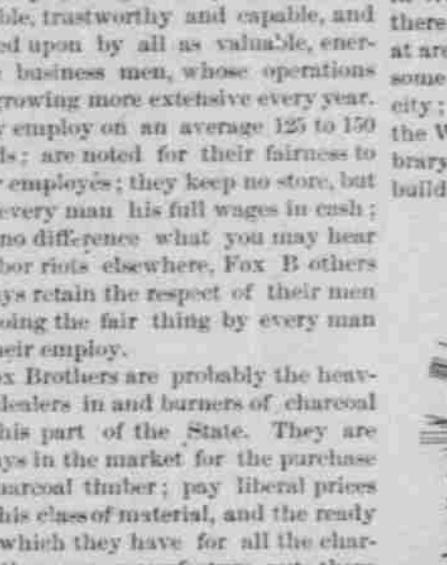 ble, trustworthy and capable, and
ed upon by all as valuable, ener-
business men, whose operations
growing more extensive every year.
y employ on an average 125 to 150
ds; are noted for their fairness to
r employés; they keep no store, but
every man his full wages in cash;
no difference what you may hear
bor riots elsewhere, Fox B others
ys retain the respect of their men
oing the fair thing by every man
heir employ.
ox Brothers are probably the heav-
dealers in and burners of charcoal
his part of the State. They are
ys in the market for the purchase
harcoal timber; pay liberal prices
his class of material, and the ready
which they have for all the char-
there
at are
some
city;
the W
brary
build